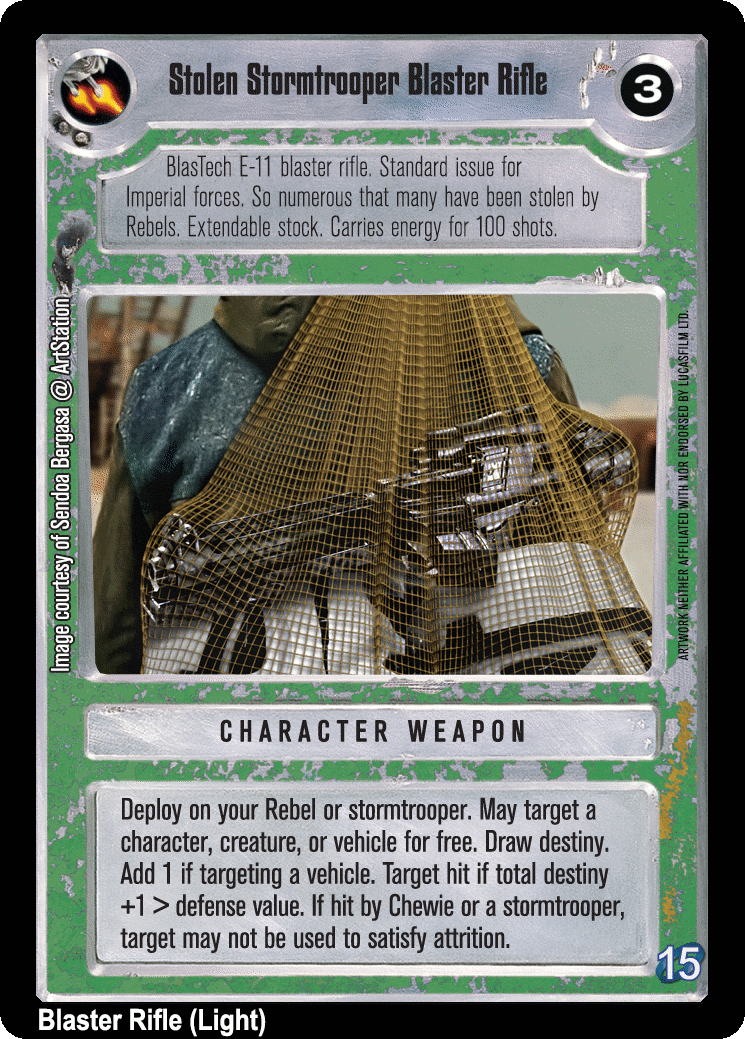 Stolen Stormtrooper Blaster Rifle
3
BlasTech E-11 blaster rifle. Standard issue for
Imperial forces. So numerous that many have been stolen by
Rebels. Extendable stock. Carries energy for 100 shots.
Image courtesy of Sendoa Bergasa @ ArtStation
ARTWORK NEITHER AFFILIATED WITH NOR ENDORSED BY LUCASFILM LTD.
CHARACTER WEAPON
Deploy on your Rebel or stormtrooper. May target a
character, creature, or vehicle for free. Draw destiny.
Add 1 if targeting a vehicle. Target hit if total destiny
+1 > defense value. If hit by Chewie or a stormtrooper,
target may not be used to satisfy attrition.
15
Blaster Rifle (Light)